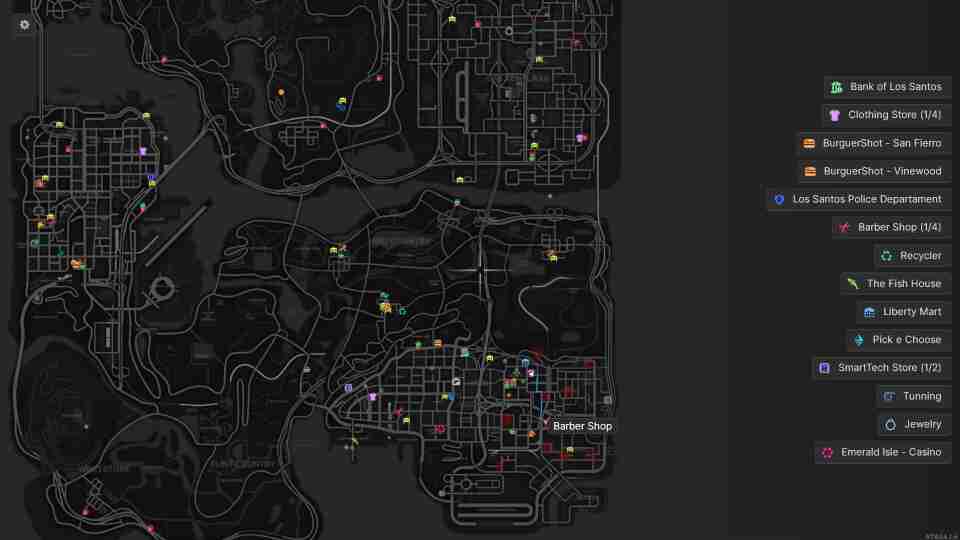 Bank of Los Santos
Clothing Store (1/4)
BurguerShot - San Fierro
BurguerShot - Vinewood
Los Santos Police Departament
Barber Shop (1/4)
Recycler
The Fish House
Liberty Mart
Pick e Choose
SmartTech Store (1/2)
Tunning
Barber Shop
Jewelry
Emerald Isle - Casino